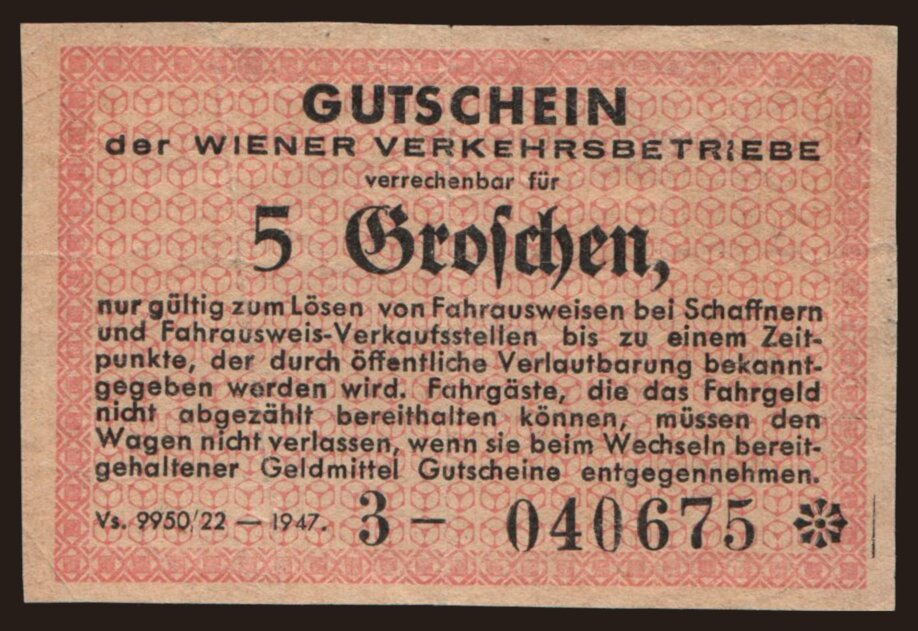 GUTSCHEIN
der WIENER VERKEHRSBETRIEBE
verrechenbar für
5 Groschen,
nur gültig zum Lösen von Fahrausweisen bei Schaffnern
und Fahrausweis-Verkaufsstellen bis zu einem Zeit-
punkte, der durch öffentliche Verlautbarung bekannt-
gegeben werden wird. Fahrgäste, die das Fahrgeld
nicht abgezählt bereithalten können, müssen den
Wagen nicht verlassen, wenn sie beim Wechseln bereit-
gehaltener Geldmittel Gutscheine entgegennehmen.
Vs. 9950/22 — 1947. 3 — 040675